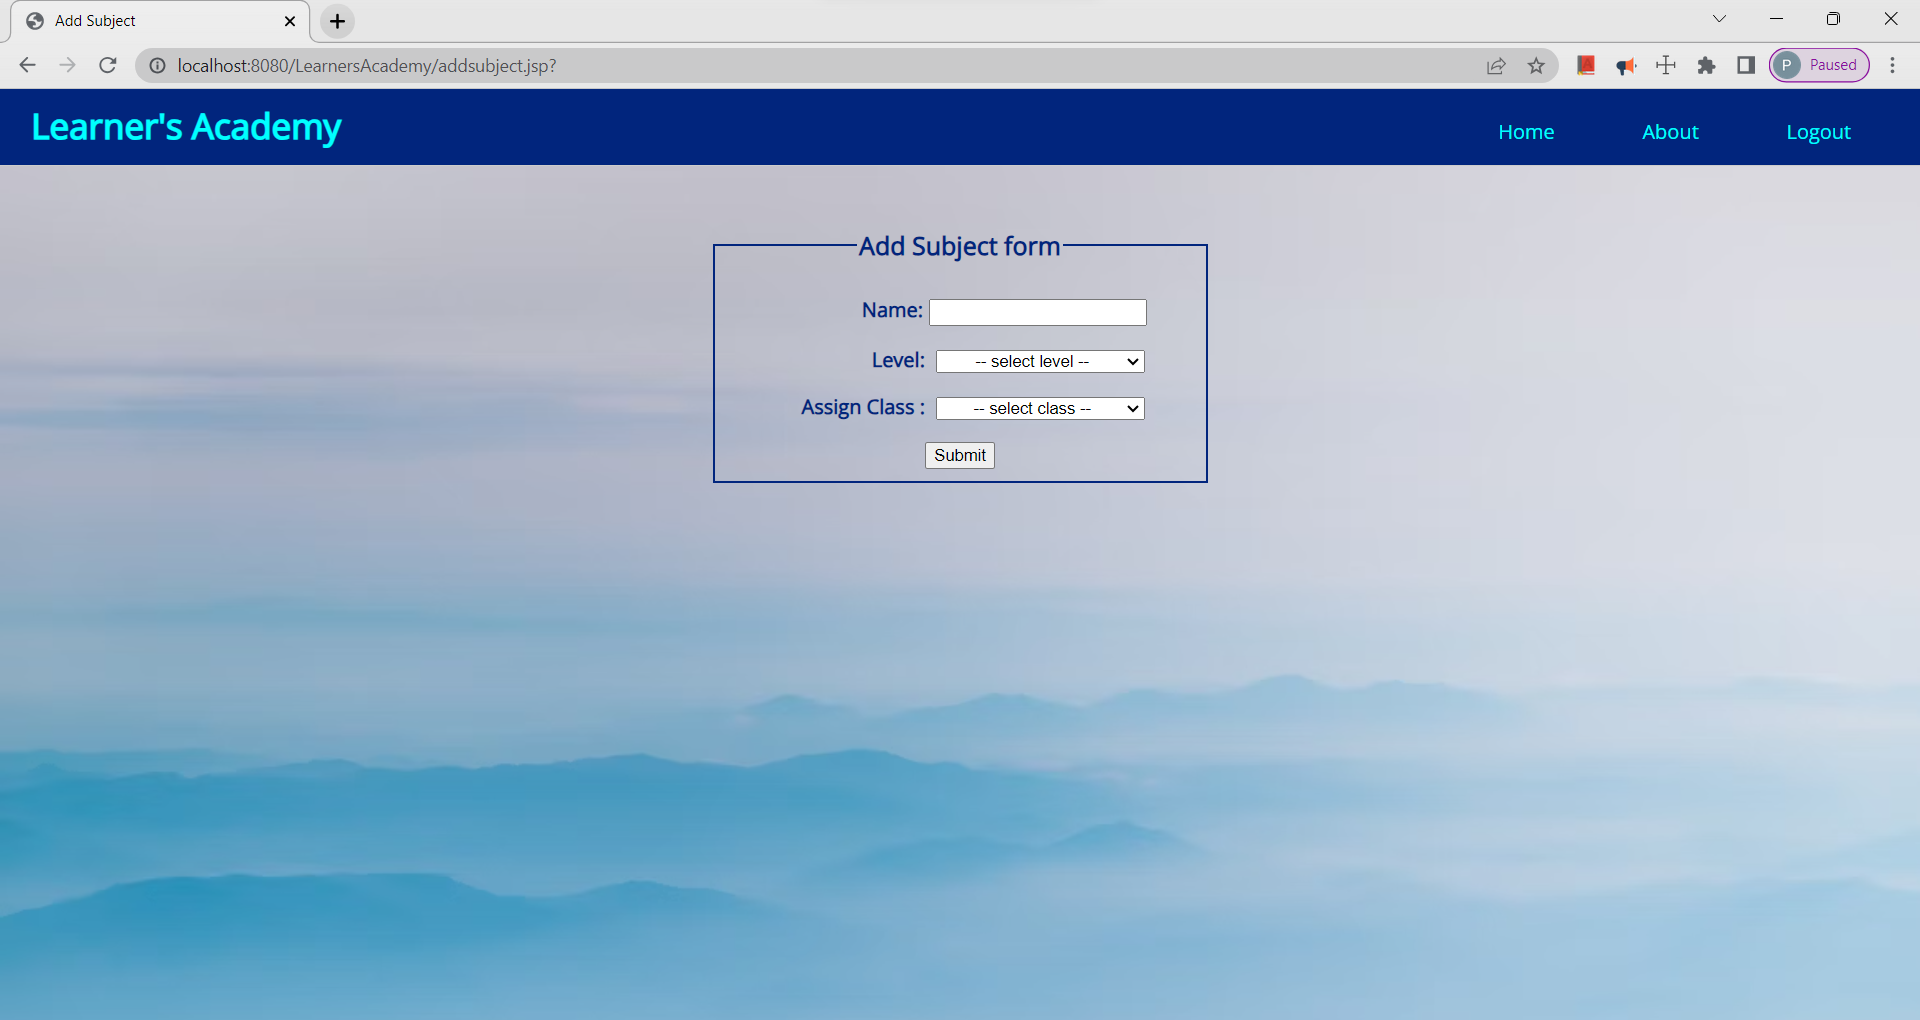 Add Subject
localhost:8080/LearnersAcademy/addsubject.jsp?
P Paused
Learner's Academy
Home About Logout
Add Subject form
Name:
Level: -- select level --
Assign Class : -- select class --
Submit